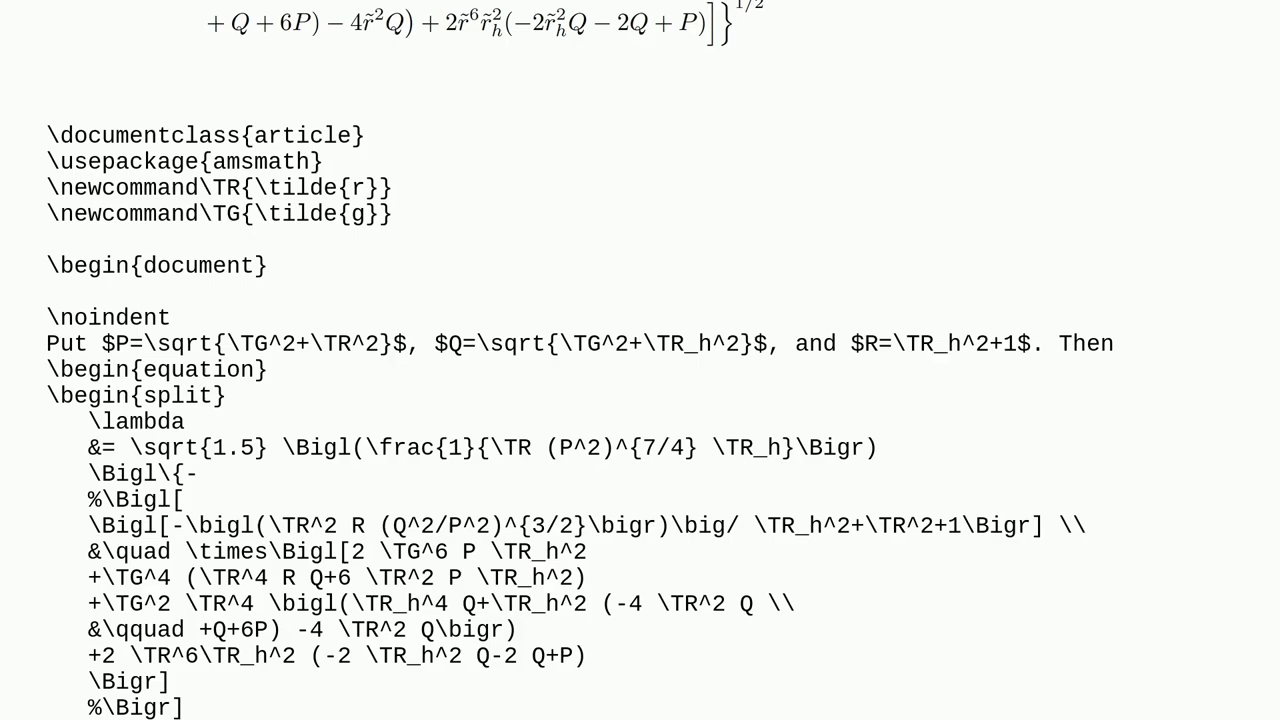 + Q + 6P) − 4r̃²Q) + 2r̃⁶r̃ₕ²(−2r̃ₕ²Q − 2Q + P)]}^{1/2}
\documentclass{article}
\usepackage{amsmath}
\newcommand\TR{\tilde{r}}
\newcommand\TG{\tilde{g}}
\begin{document}
\noindent
Put $P=\sqrt{\TG^2+\TR^2}$, $Q=\sqrt{\TG^2+\TR_h^2}$, and $R=\TR_h^2+1$. Then
\begin{equation}
\begin{split}
\lambda
&= \sqrt{1.5} \Bigl(\frac{1}{\TR (P^2)^{7/4} \TR_h}\Bigr)
\Bigl\{-
%\Bigl[
\Bigl[-\bigl(\TR^2 R (Q^2/P^2)^{3/2}\bigr)\big/ \TR_h^2+\TR^2+1\Bigr] \\
&\quad \times\Bigl[2 \TG^6 P \TR_h^2
+\TG^4 (\TR^4 R Q+6 \TR^2 P \TR_h^2)
+\TG^2 \TR^4 \bigl(\TR_h^4 Q+\TR_h^2 (-4 \TR^2 Q \\
&\qquad +Q+6P) -4 \TR^2 Q\bigr)
+2 \TR^6\TR_h^2 (-2 \TR_h^2 Q-2 Q+P)
\Bigr]
%\Bigr]